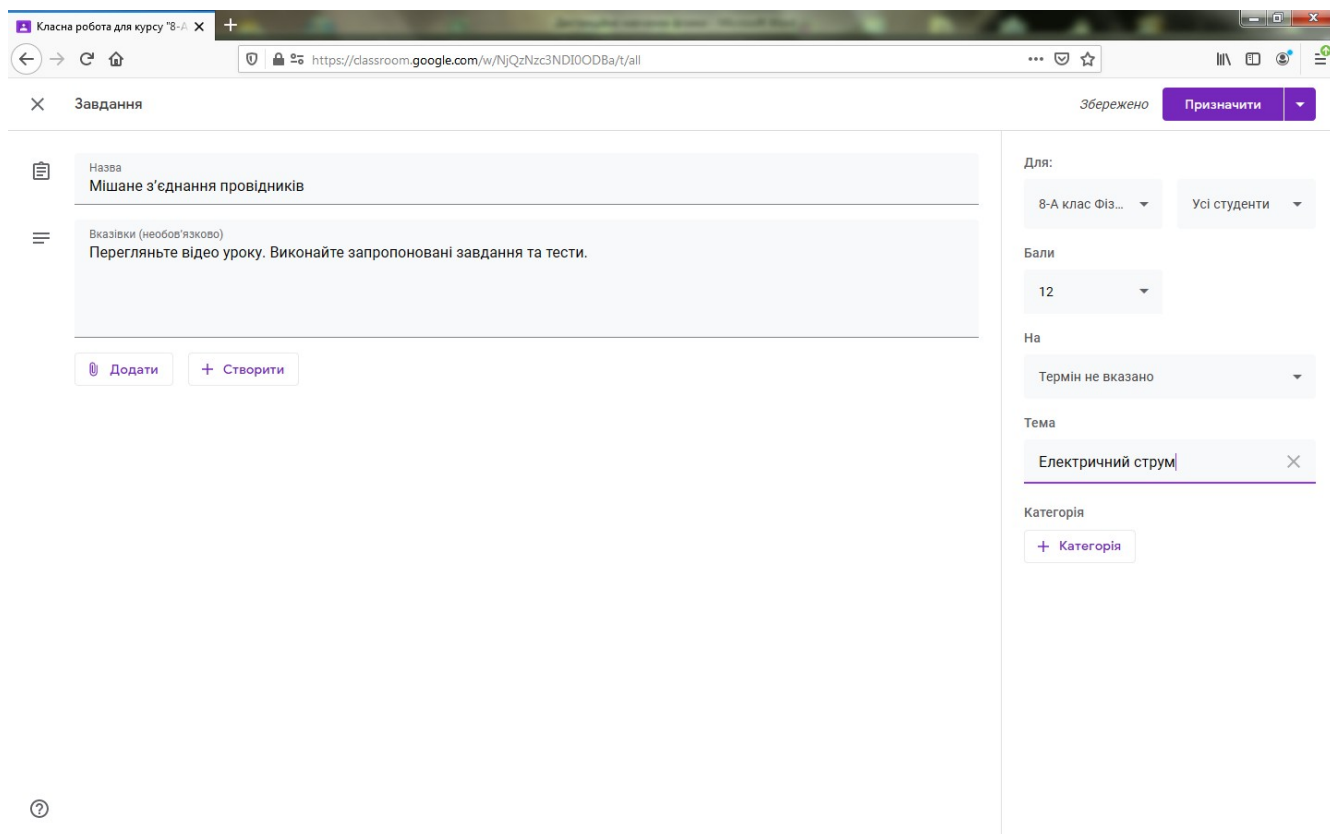 Класна робота для курсу "8-А
https://classroom.google.com/w/NjQzNzc3NDI0ODBa/t/all
Завдання
Збережено
Призначити
Назва
Мішане з’єднання провідників
Вказівки (необов'язково)
Перегляньте відео уроку. Виконайте запропоновані завдання та тести.
Додати
+ Створити
Для:
8-А клас Фіз...
Усі студенти
Бали
12
На
Термін не вказано
Тема
Електричний струм
Категорія
+ Категорія